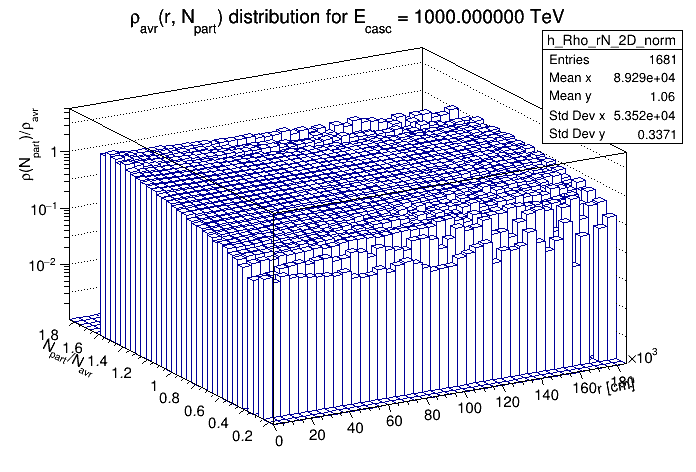 ρavr(r, Npart) distribution for Ecasc = 1000.000000 TeV
h_Rho_rN_2D_norm
Entries 1681
Mean x 8.929e+04
Mean y 1.06
Std Dev x 5.352e+04
Std Dev y 0.3371
ρ(Npart)/ρavr
1
10⁻¹
10⁻²
1.8
1.6
1.4
1.2
1
0.8
0.6
0.4
0.2
Npart/Navr
0
20
40
60
80
100
120
140
160
180
×10³
r [cm]